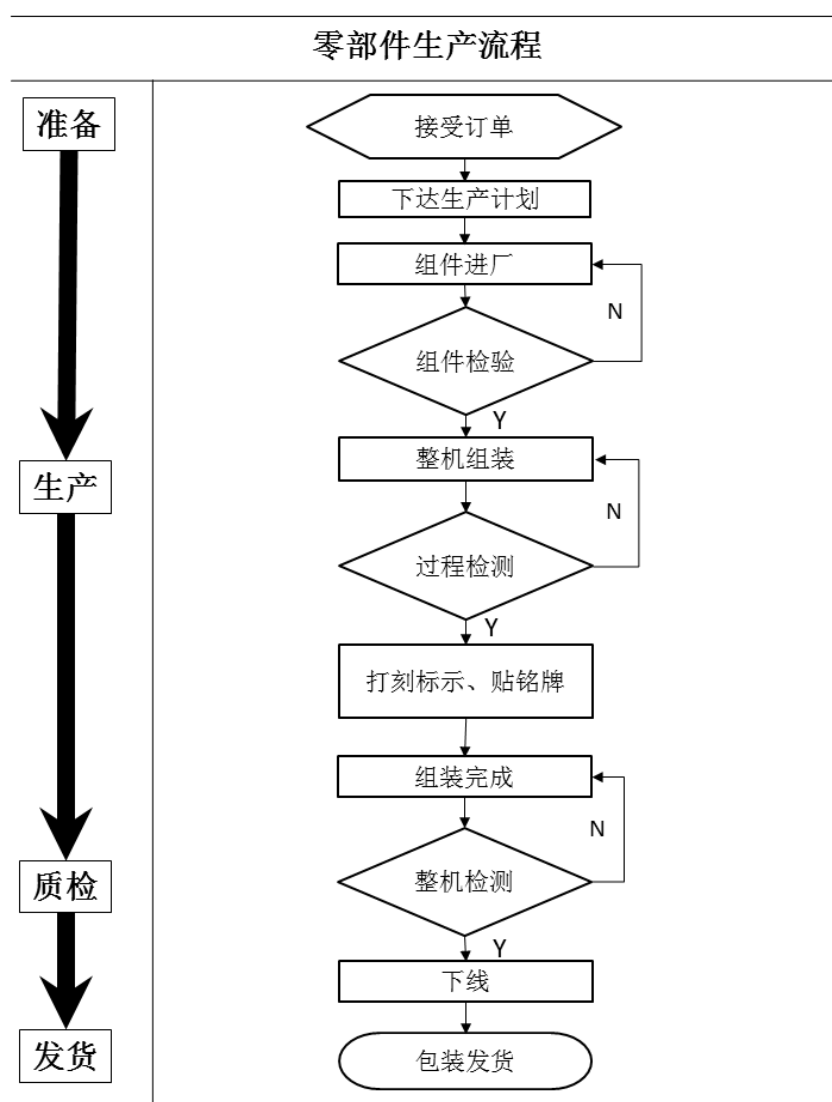 零部件生产流程
准备
接受订单
下达生产计划
组件进厂
N
组件检验
Y
生产
整机组装
N
过程检测
Y
打刻标示、贴铭牌
组装完成
N
质检
整机检测
Y
下线
发货
包装发货